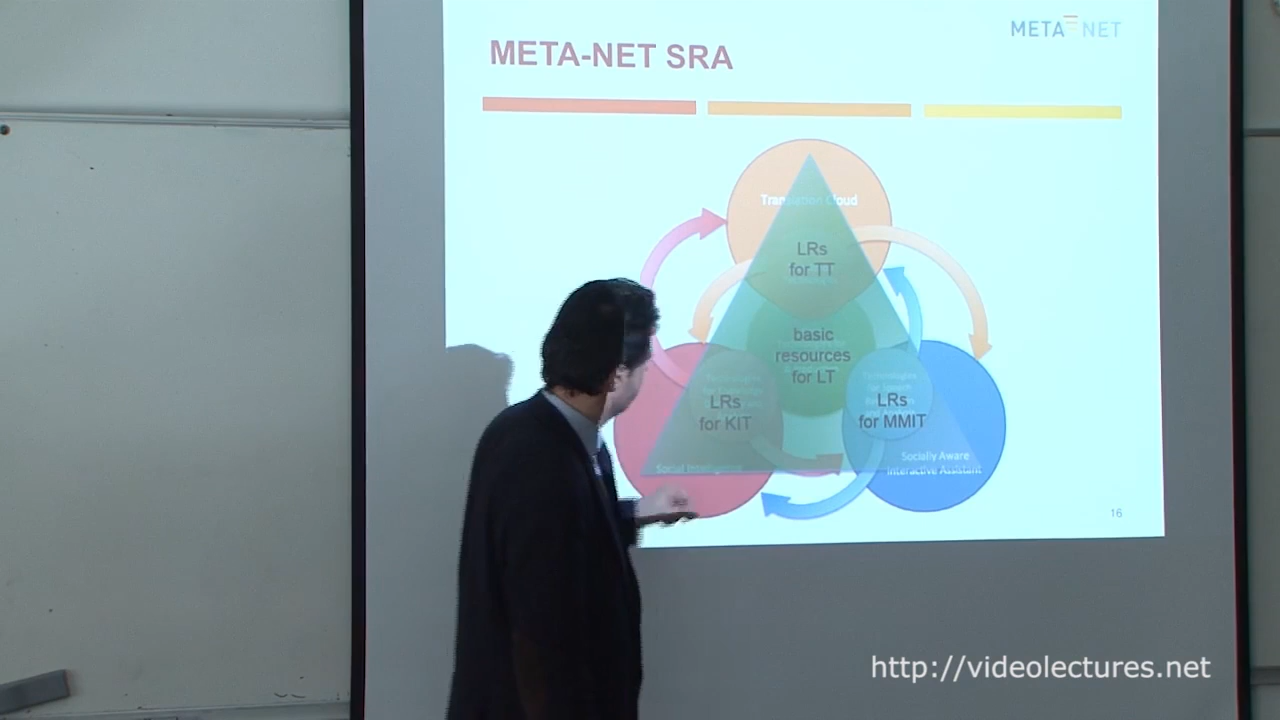 META NET
META-NET SRA
Translation Cloud
LRs
for TT
basic
resources
for LT
LRs
for KIT
LRs
for MMIT
Socially Aware
Interactive Assistant
Social Intelligence
16
http://videolectures.net